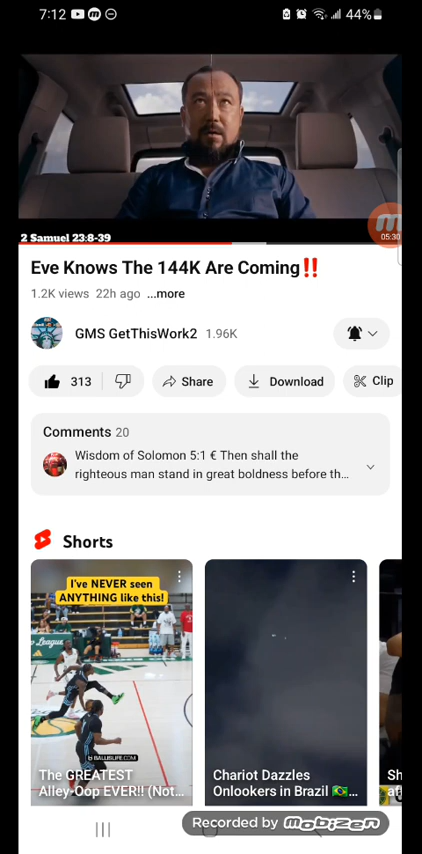 7:12
44%
2 Samuel 23:8-39
05:30
Eve Knows The 144K Are Coming‼️
1.2K views 22h ago ...more
GMS GetThisWork2 1.96K
313
Share
Download
Clip
Comments 20
Wisdom of Solomon 5:1 € Then shall the
righteous man stand in great boldness before th...
Shorts
I've NEVER seen
ANYTHING like this!
BALLISLIFE.COM
The GREATEST
Alley-Oop EVER!! (Not...
Chariot Dazzles
Onlookers in Brazil 🇧🇷...
Sh
af
Recorded by mobizen